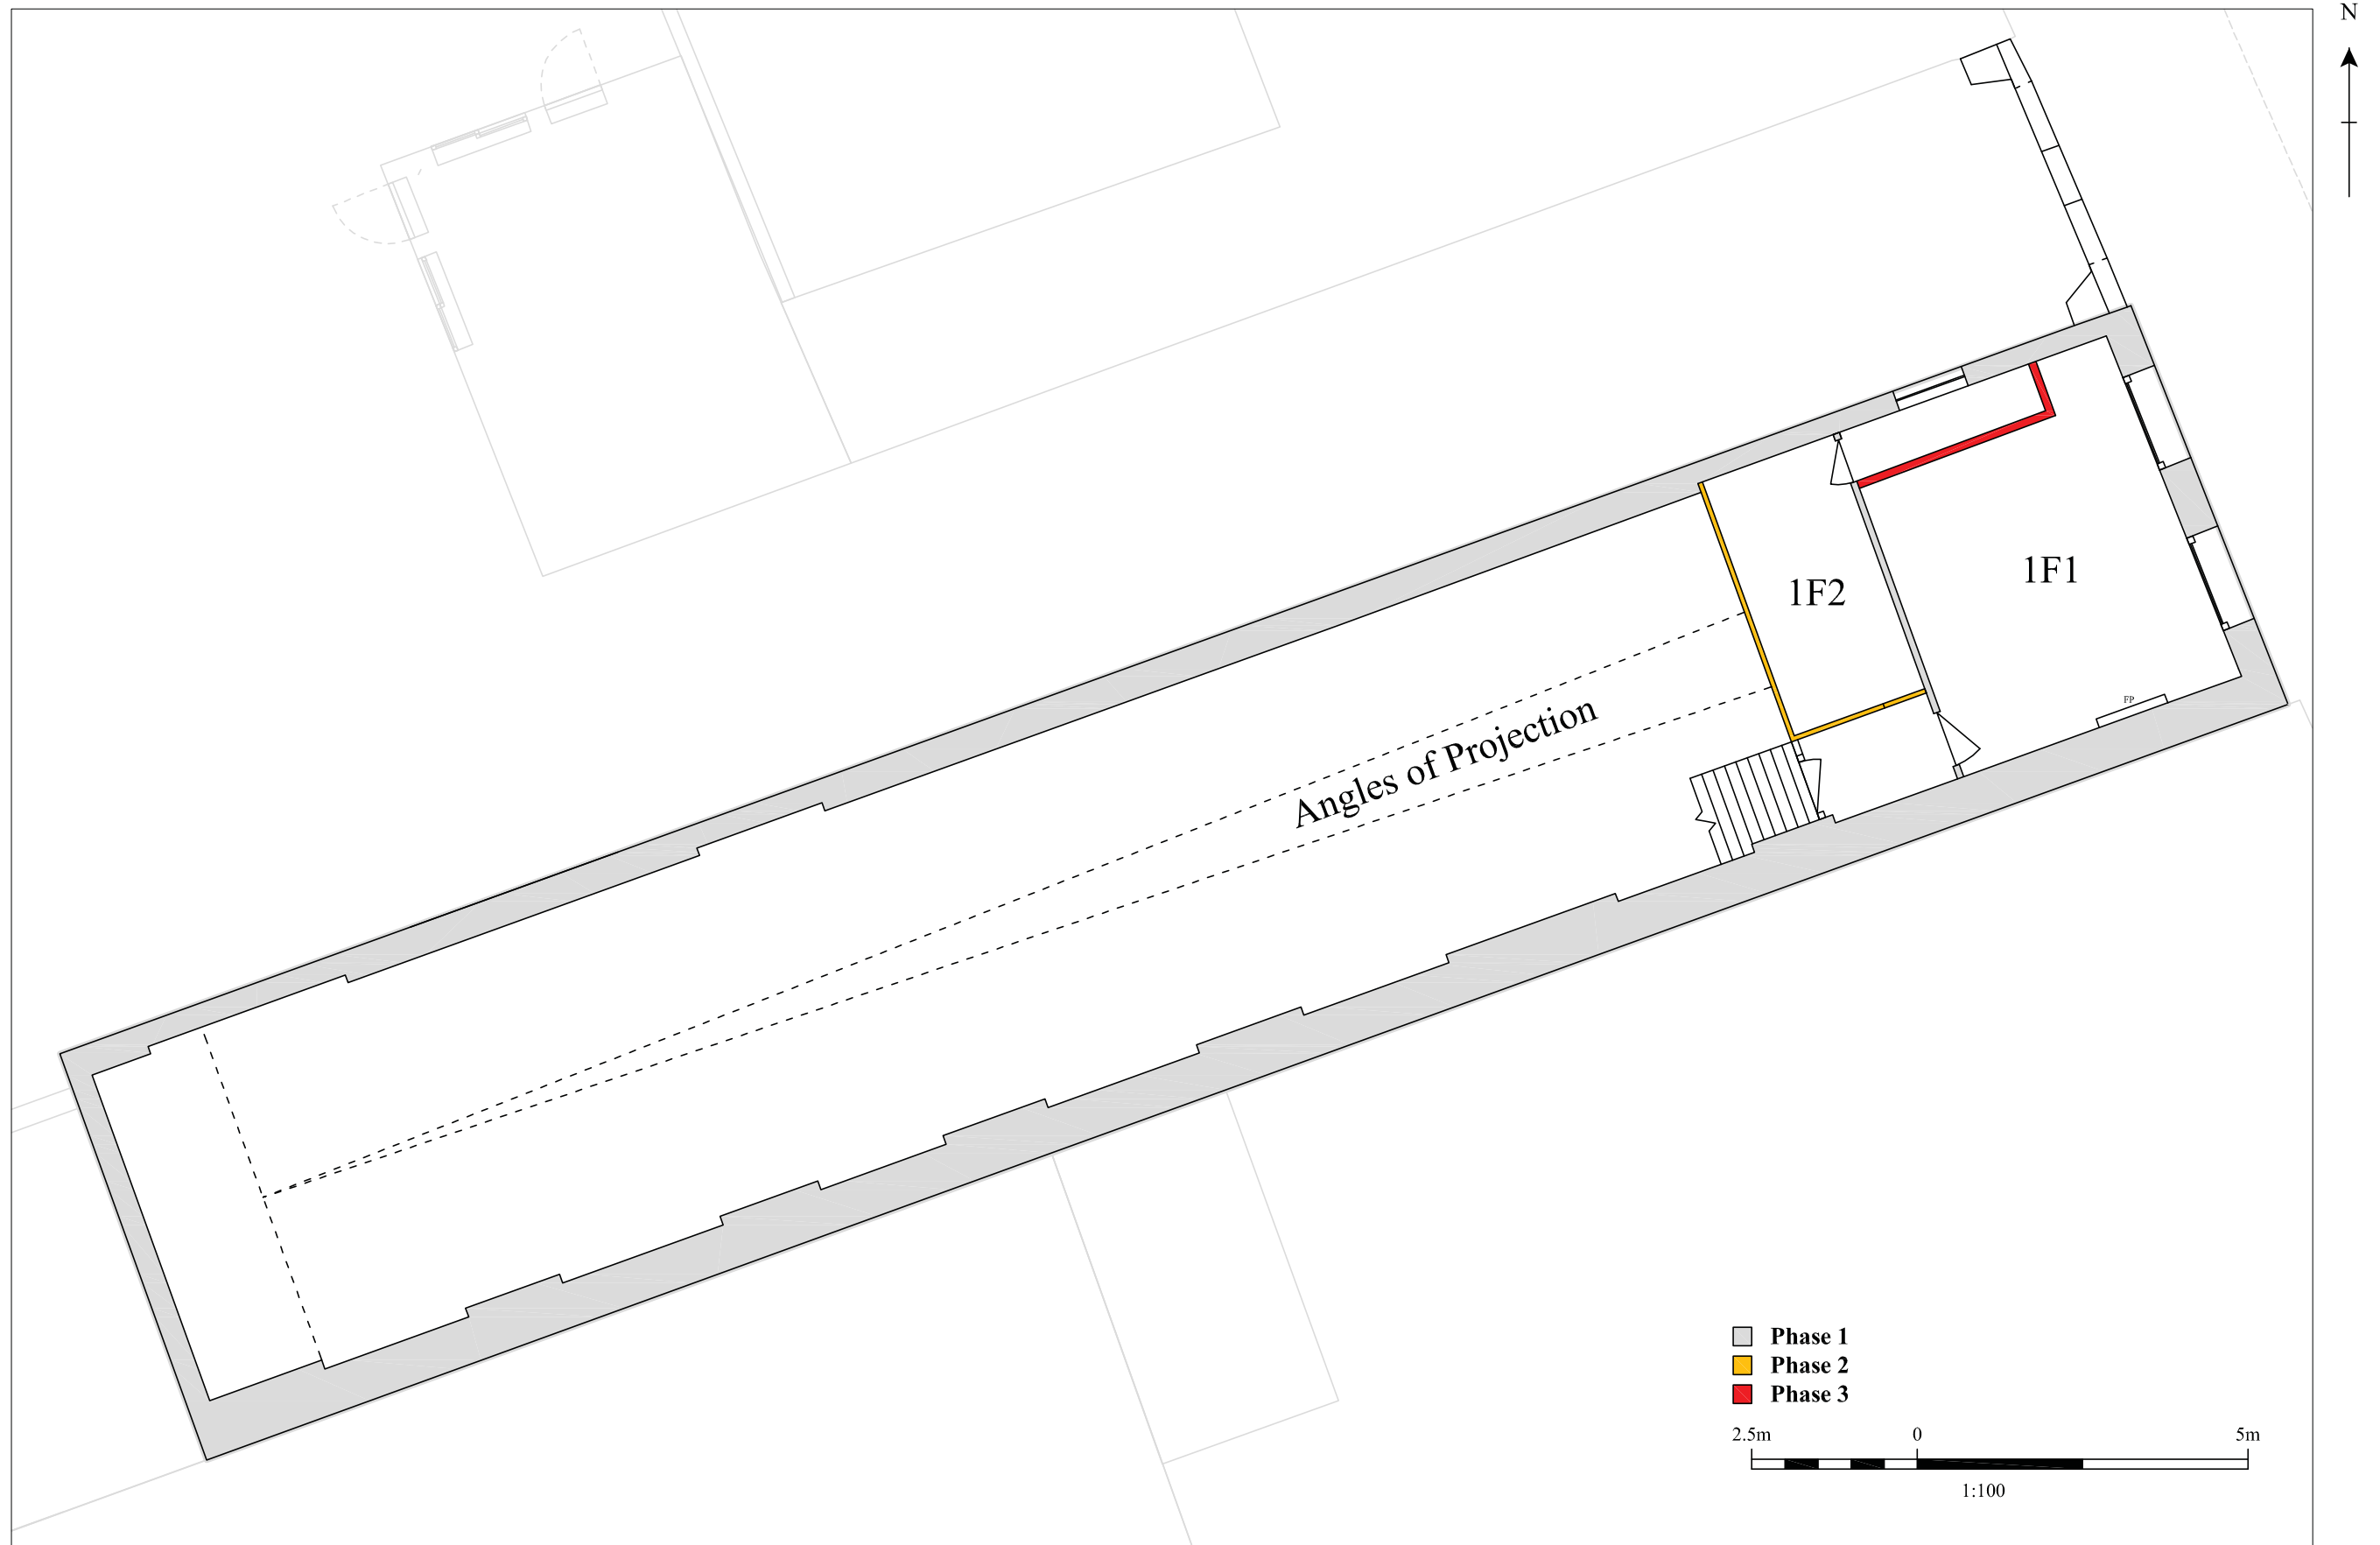 N
1F1
1F2
FP
Angles of Projection
Phase 1
Phase 2
Phase 3
2.5m 0 5m
1:100